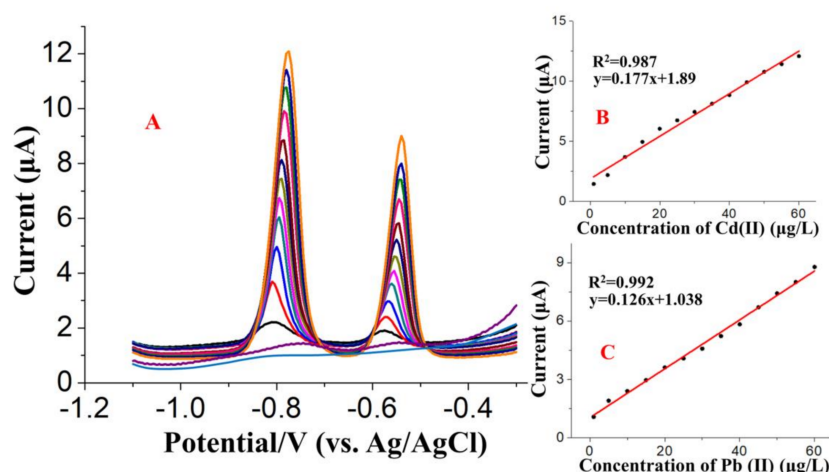 12
10
8
6
4
2
0
Current (μA)
A
-1.2
-1.0
-0.8
-0.6
-0.4
Potential/V (vs. Ag/AgCl)
15
10
5
0
Current (μA)
R²=0.987
y=0.177x+1.89
B
0
20
40
60
Concentration of Cd(II) (μg/L)
9
6
3
0
Current (μA)
R²=0.992
y=0.126x+1.038
C
0
20
40
60
Concentration of Pb (II) (μg/L)